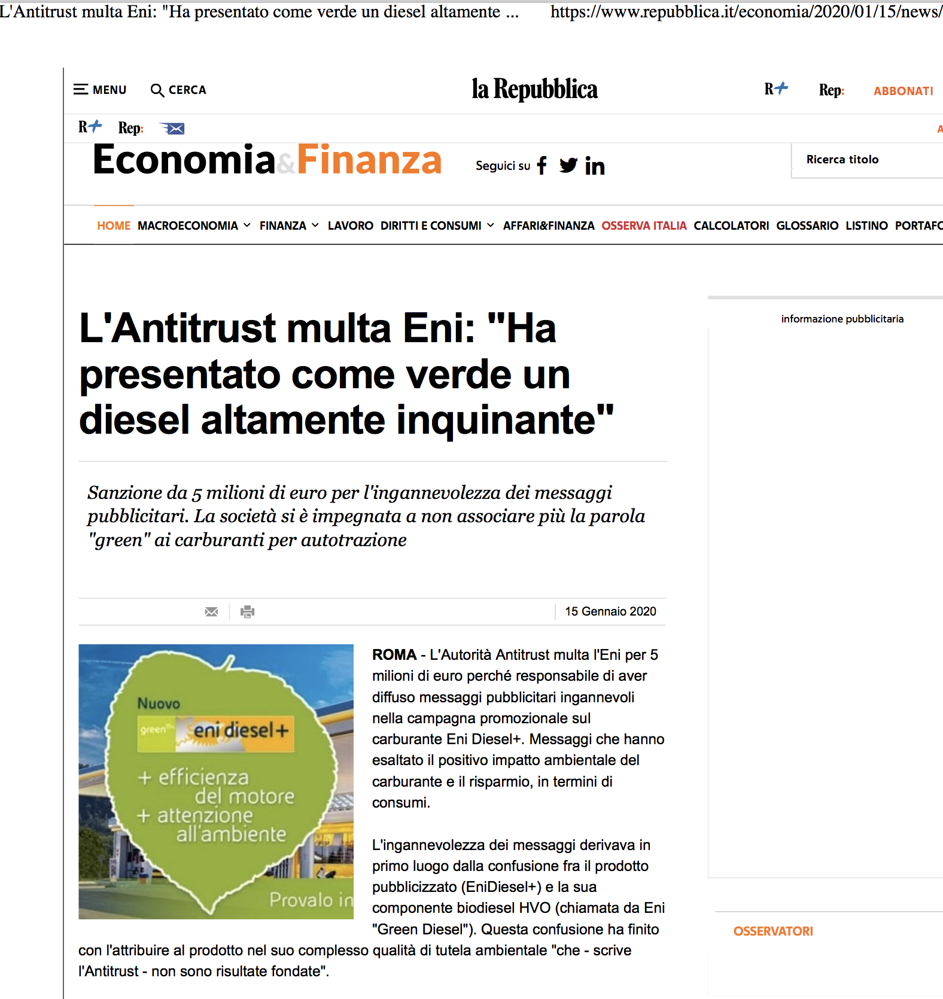 L'Antitrust multa Eni: "Ha presentato come verde un diesel altamente ...
https://www.repubblica.it/economia/2020/01/15/news/
MENU
CERCA
la Repubblica
R+
Rep:
ABBONATI
R+
Rep:
A
Economia&Finanza
Seguici su
Ricerca titolo
HOME MACROECONOMIA FINANZA LAVORO DIRITTI E CONSUMI AFFARI&FINANZA OSSERVA ITALIA CALCOLATORI GLOSSARIO LISTINO PORTAFO
L'Antitrust multa Eni: "Ha
presentato come verde un
diesel altamente inquinante"
informazione pubblicitaria
Sanzione da 5 milioni di euro per l'ingannevolezza dei messaggi
pubblicitari. La società si è impegnata a non associare più la parola
"green" ai carburanti per autotrazione
15 Gennaio 2020
Nuovo
green 15% eni diesel+
+ efficienza
del motore
+ attenzione
all'ambiente
Provalo in
ROMA - L'Autorità Antitrust multa l'Eni per 5
milioni di euro perché responsabile di aver
diffuso messaggi pubblicitari ingannevoli
nella campagna promozionale sul
carburante Eni Diesel+. Messaggi che hanno
esaltato il positivo impatto ambientale del
carburante e il risparmio, in termini di
consumi.
L'ingannevolezza dei messaggi derivava in
primo luogo dalla confusione fra il prodotto
pubblicizzato (EniDiesel+) e la sua
componente biodiesel HVO (chiamata da Eni
"Green Diesel"). Questa confusione ha finito
con l'attribuire al prodotto nel suo complesso qualità di tutela ambientale "che - scrive
l'Antitrust - non sono risultate fondate".
OSSERVATORI